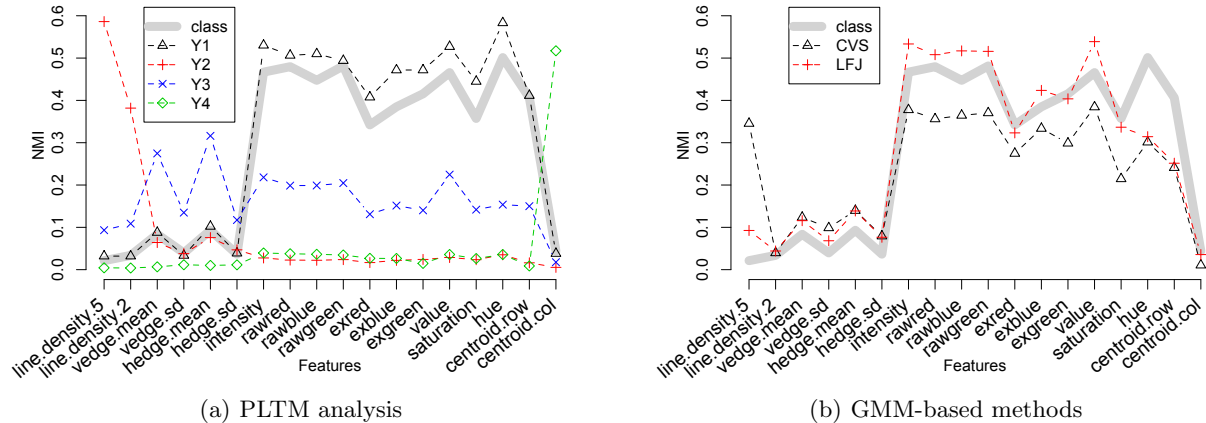 0.6
0.5
0.4
0.3
0.2
0.1
0.0
NMI
class
Y1
Y2
Y3
Y4
line.density.5
line.density.2
vedge.mean
vedge.sd
hedge.mean
hedge.sd
intensity
rawred
rawblue
rawgreen
exred
exblue
exgreen
value
saturation
hue
centroid.row
centroid.col
Features
(a) PLTM analysis
0.6
0.5
0.4
0.3
0.2
0.1
0.0
NMI
class
CVS
LFJ
line.density.5
line.density.2
vedge.mean
vedge.sd
hedge.mean
hedge.sd
intensity
rawred
rawblue
rawgreen
exred
exblue
exgreen
value
saturation
hue
centroid.row
centroid.col
Features
(b) GMM-based methods